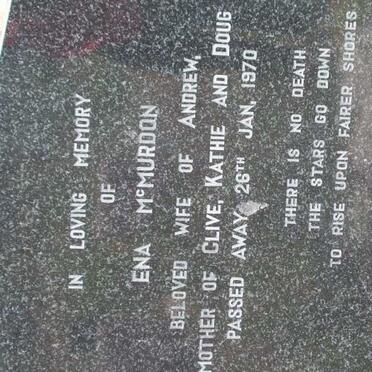 IN LOVING MEMORY
OF
ENA McMURDON
BELOVED WIFE OF ANDREW,
MOTHER OF CLIVE, KATHIE AND DOUG
PASSED AWAY 26TH JAN, 1970
THERE IS NO DEATH
THE STARS GO DOWN
TO RISE UPON FAIRER SHORES